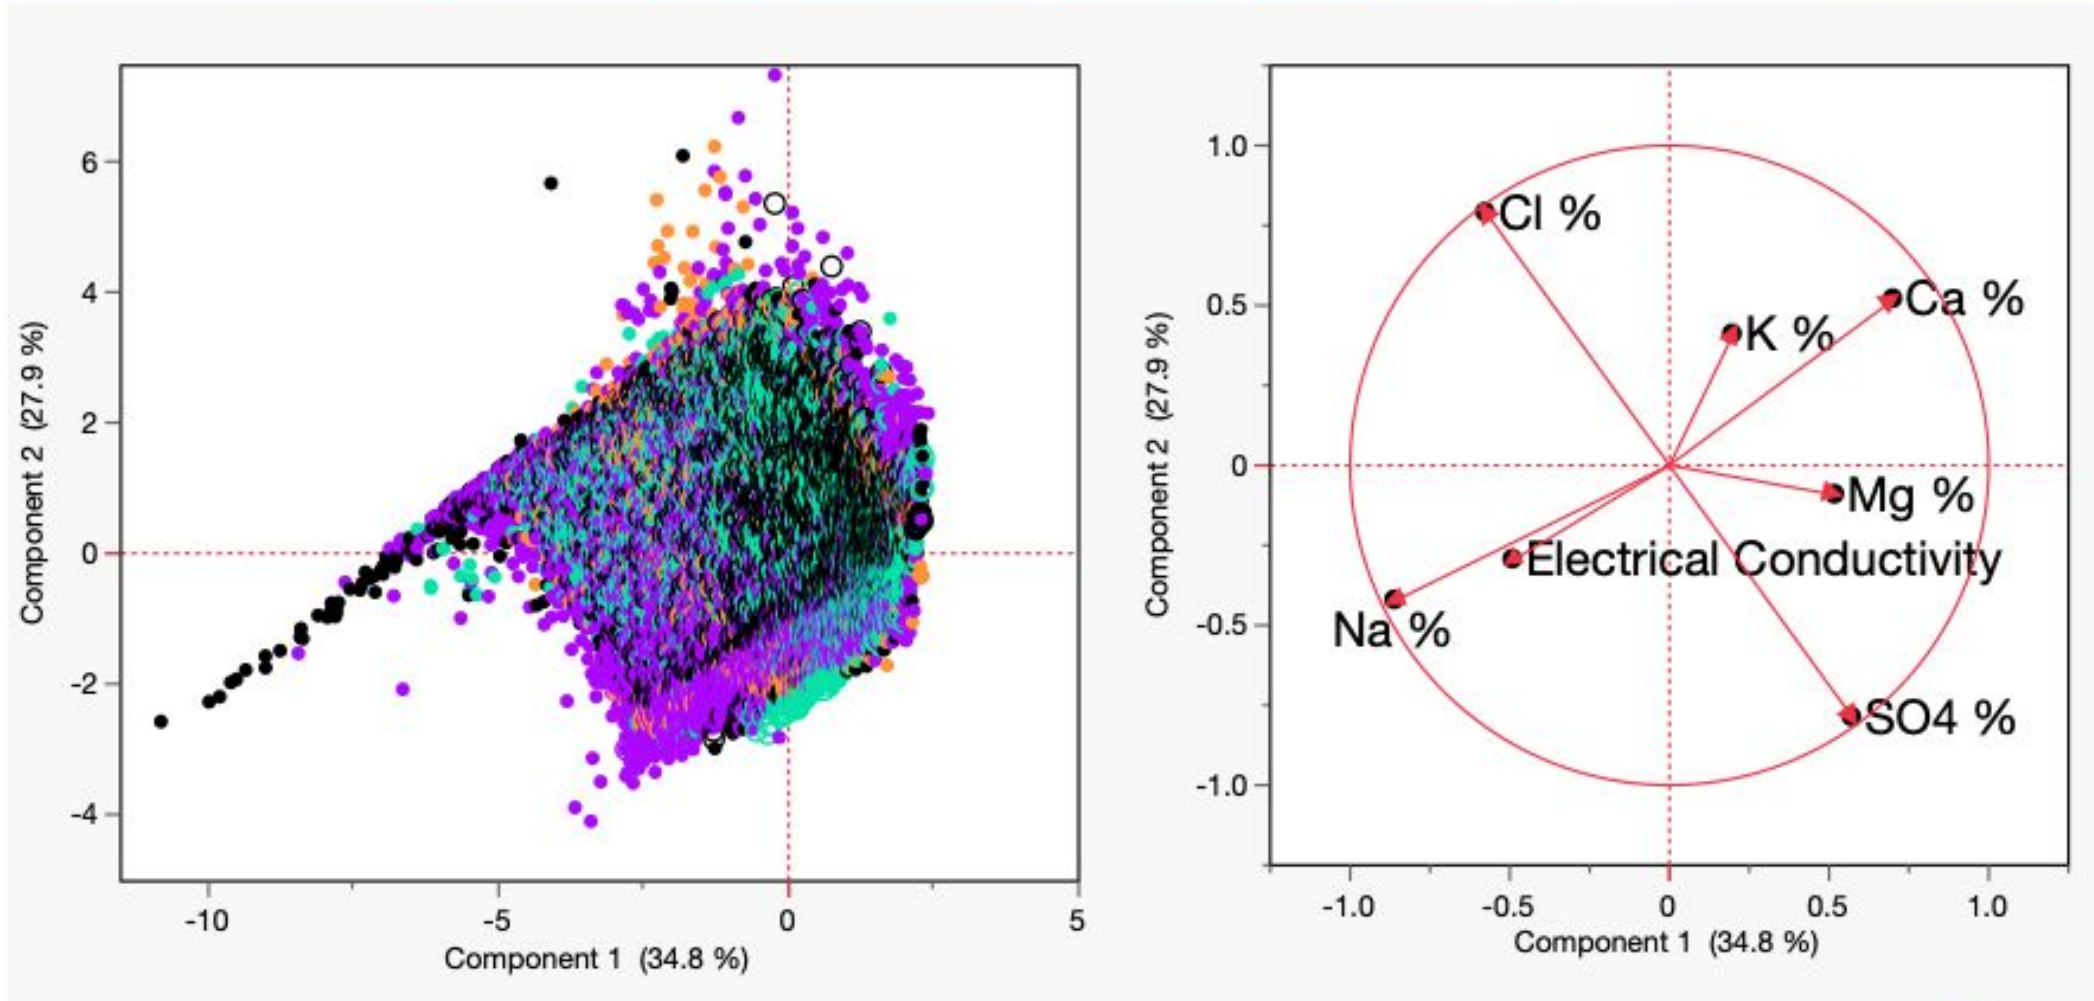 Component 2 (27.9 %)
6
4
2
0
-2
-4
-10
-5
0
5
Component 1 (34.8 %)
Component 2 (27.9 %)
1.0
0.5
0
-0.5
-1.0
Cl %
Ca %
K %
Mg %
Electrical Conductivity
Na %
SO4 %
-1.0
-0.5
0
0.5
1.0
Component 1 (34.8 %)